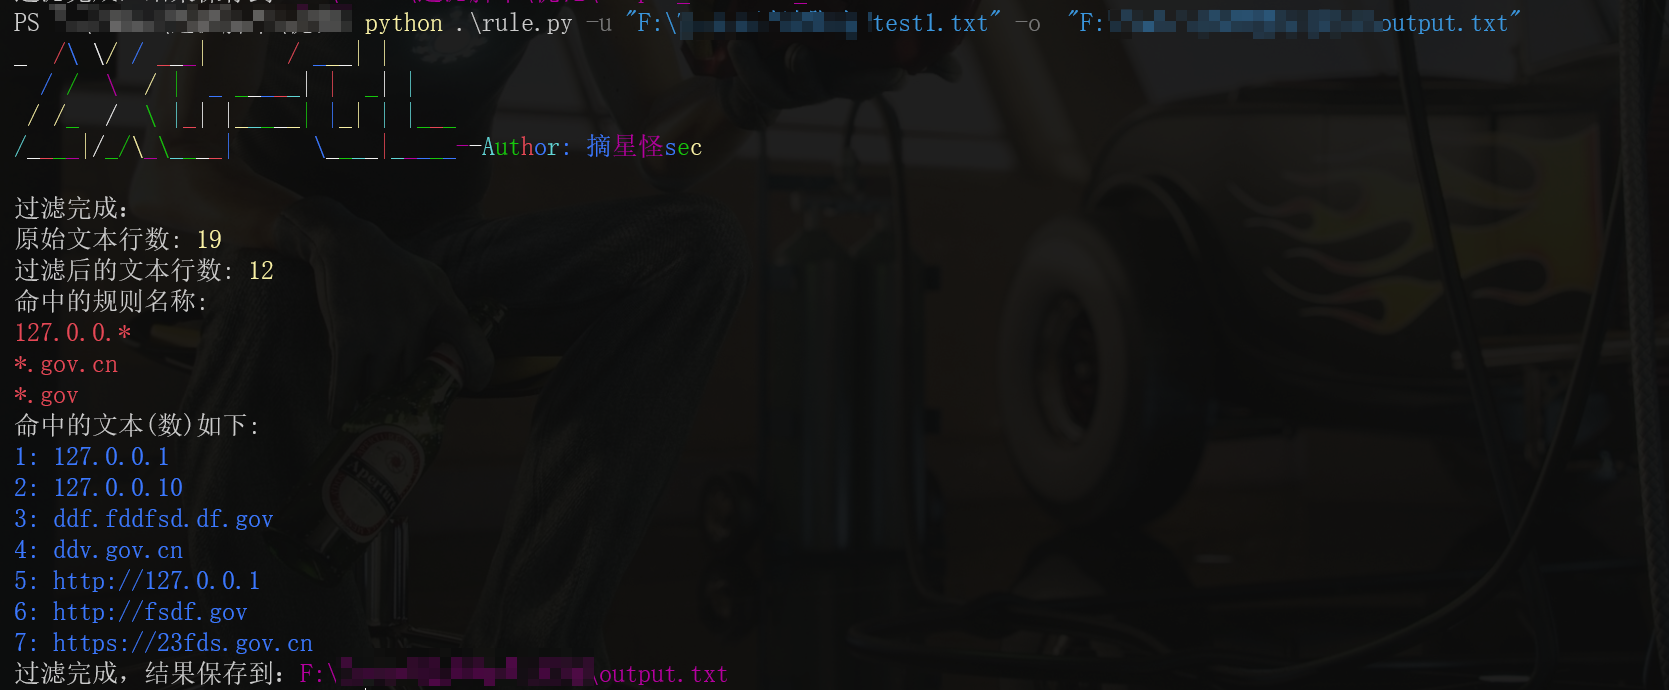 PS python .\rule.py -u "F:\ test1.txt" -o "F: output.txt"
--Author: 摘星怪sec
过滤完成:
原始文本行数: 19
过滤后的文本行数: 12
命中的规则名称:
127.0.0.*
*.gov.cn
*.gov
命中的文本(数)如下:
1: 127.0.0.1
2: 127.0.0.10
3: ddf.fddfsd.df.gov
4: ddv.gov.cn
5: http://127.0.0.1
6: http://fsdf.gov
7: https://23fds.gov.cn
过滤完成, 结果保存到: F:\ \output.txt